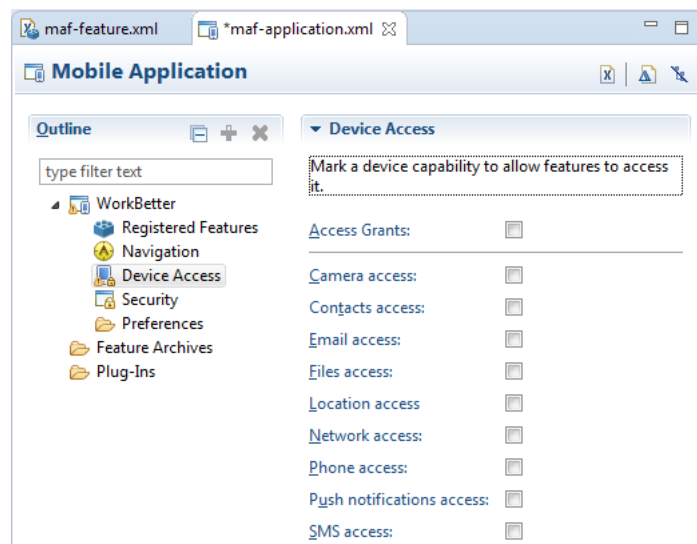 maf-feature.xml
*maf-application.xml
Mobile Application
Outline
type filter text
WorkBetter
Registered Features
Navigation
Device Access
Security
Preferences
Feature Archives
Plug-Ins
Device Access
Mark a device capability to allow features to access
it.
Access Grants:
Camera access:
Contacts access:
Email access:
Files access:
Location access
Network access:
Phone access:
Push notifications access:
SMS access: